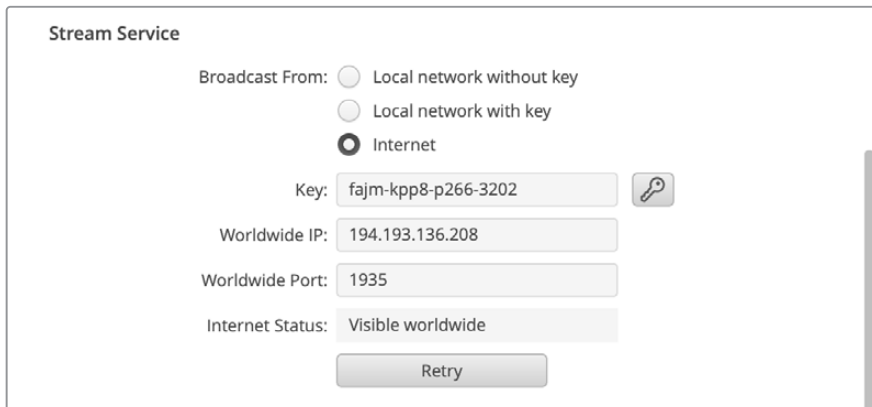 Stream Service
Broadcast From: Local network without key
Local network with key
Internet
Key: fajm-kpp8-p266-3202
Worldwide IP: 194.193.136.208
Worldwide Port: 1935
Internet Status: Visible worldwide
Retry